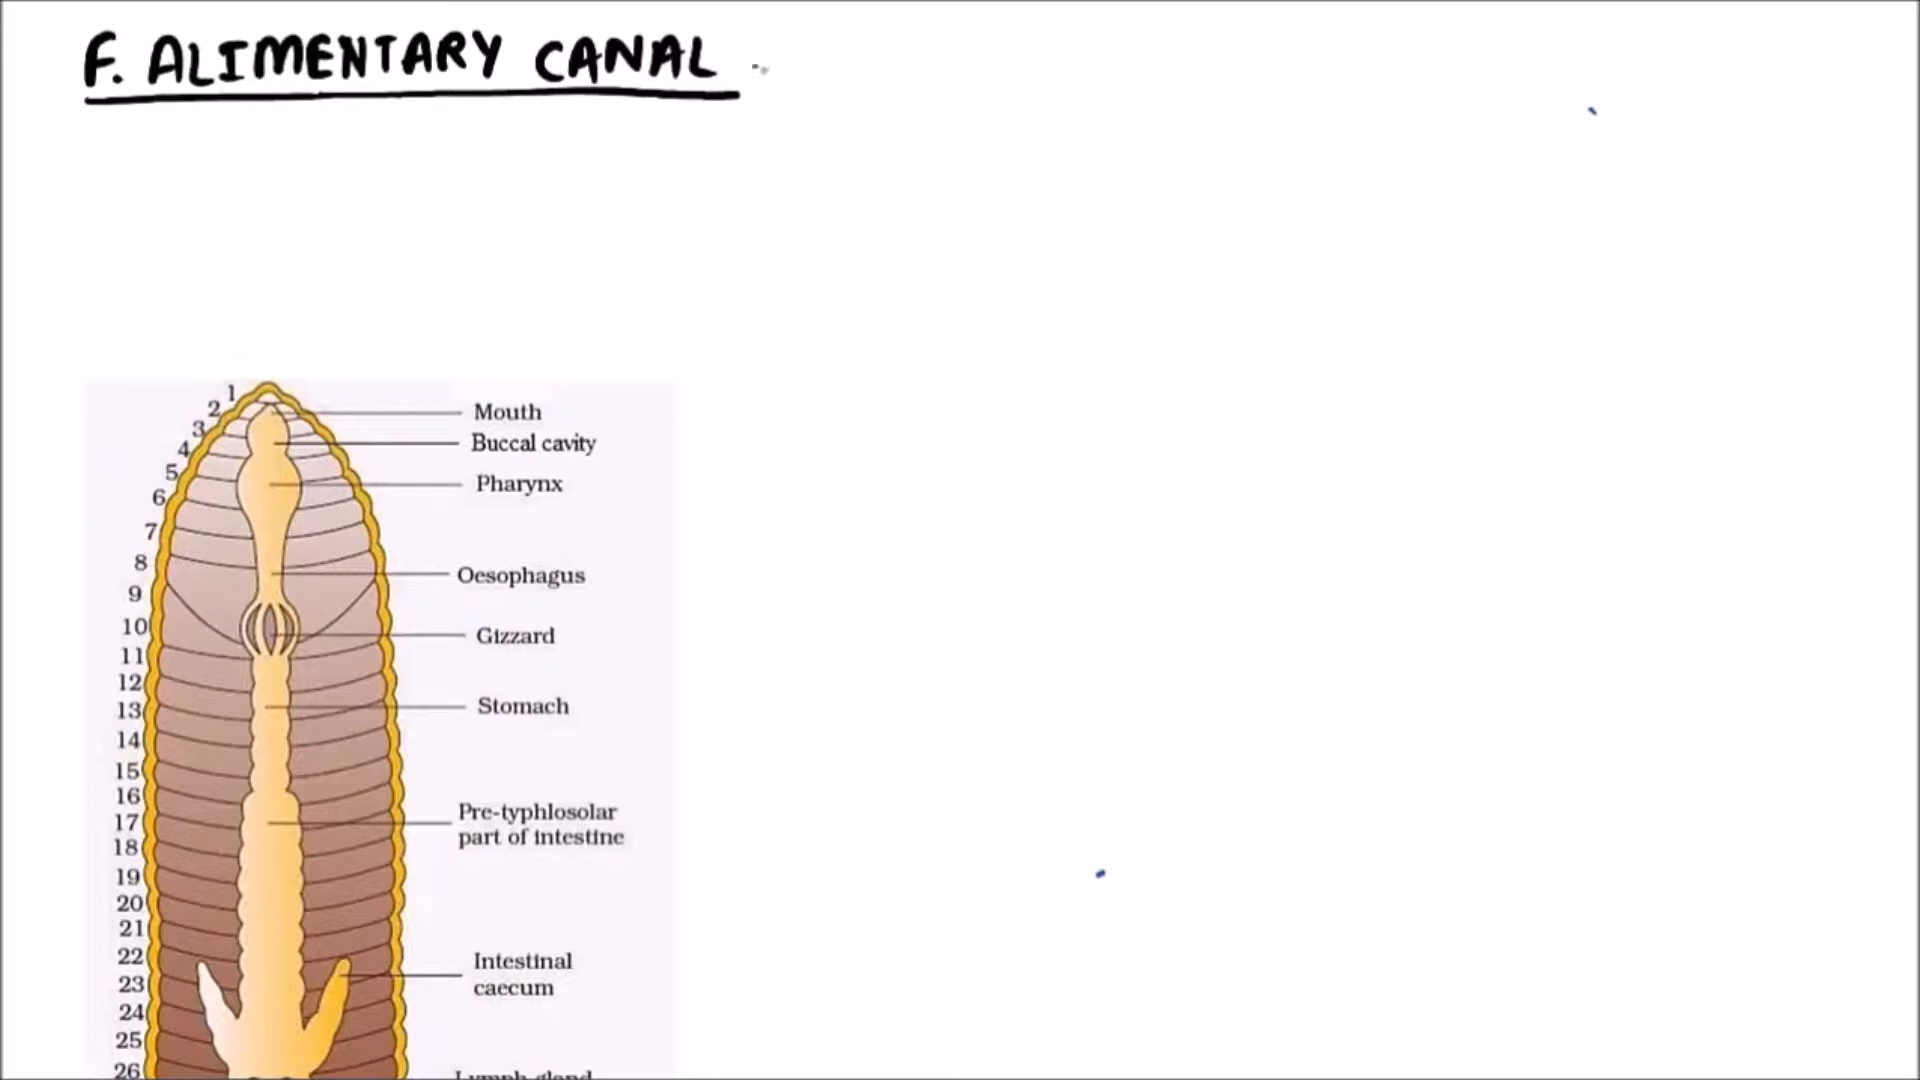 F. ALIMENTARY CANAL
1
2
Mouth
3
4
Buccal cavity
5
6
Pharynx
7
8
Oesophagus
9
10
Gizzard
11
12
13
Stomach
14
15
16
17
Pre-typhlosolar
part of intestine
18
19
20
21
22
Intestinal
23
caecum
24
25
26
Lymph gland